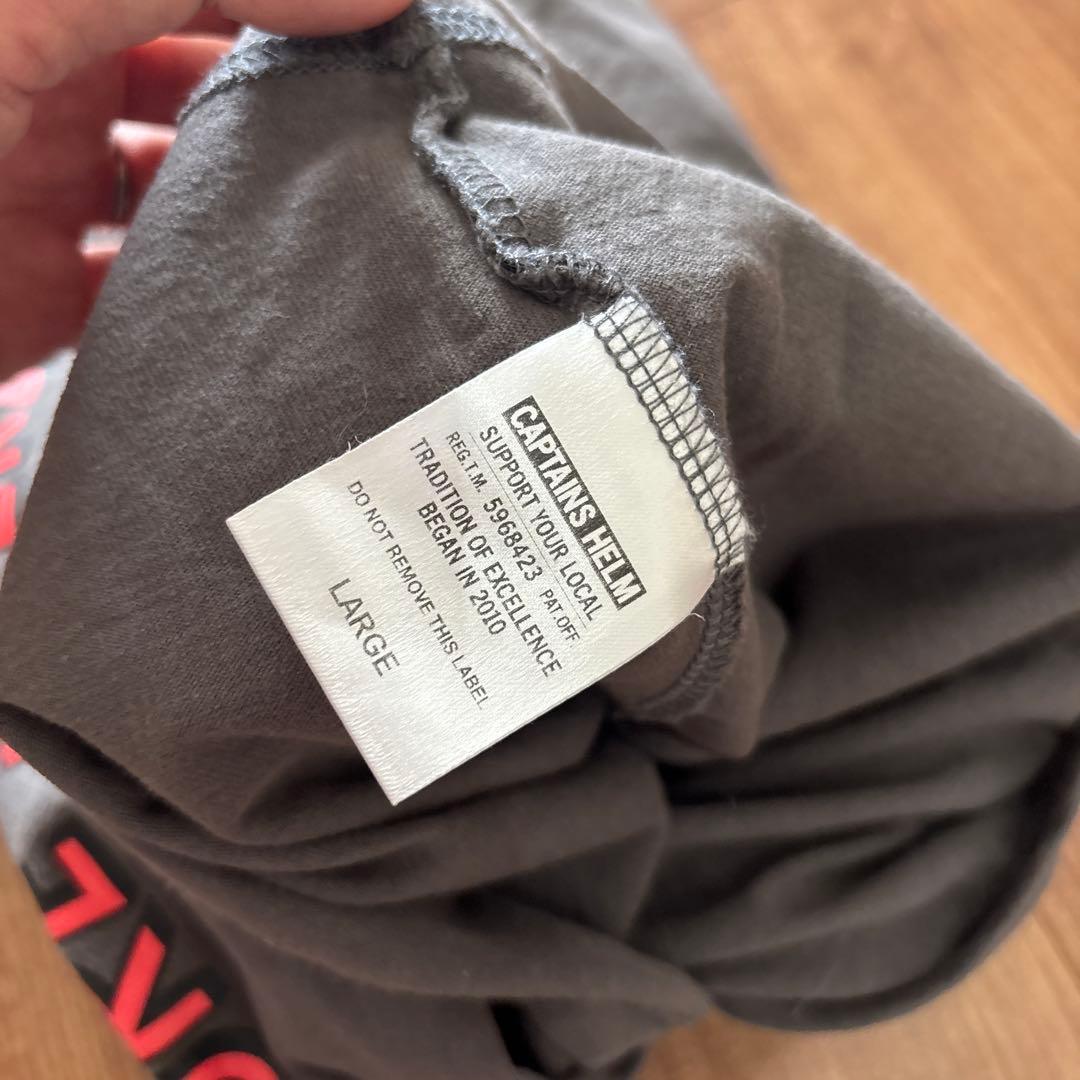 CAPTAINS HELM
SUPPORT YOUR LOCAL
REG.T.M. 5968423 PAT.OFF
TRADITION OF EXCELLENCE
BEGAN IN 2010
DO NOT REMOVE THIS LABEL
LARGE